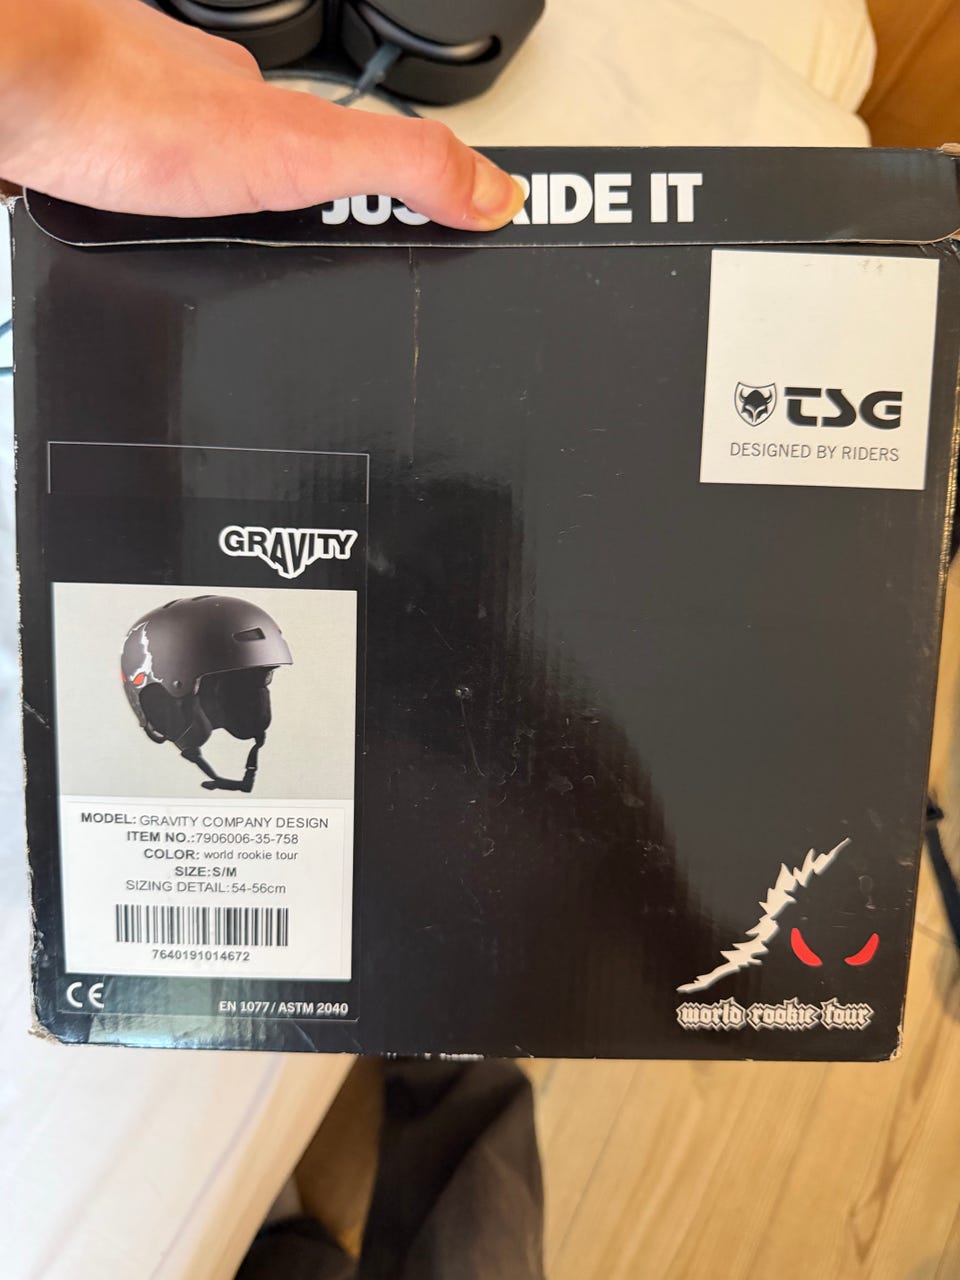 JUS RIDE IT
TSG
DESIGNED BY RIDERS
GRAVITY
MODEL: GRAVITY COMPANY DESIGN
ITEM NO.:7906006-35-758
COLOR: world rookie tour
SIZE:S/M
SIZING DETAIL:54-56cm
7640191014672
CE
EN 1077/ASTM 2040
world rookie tour